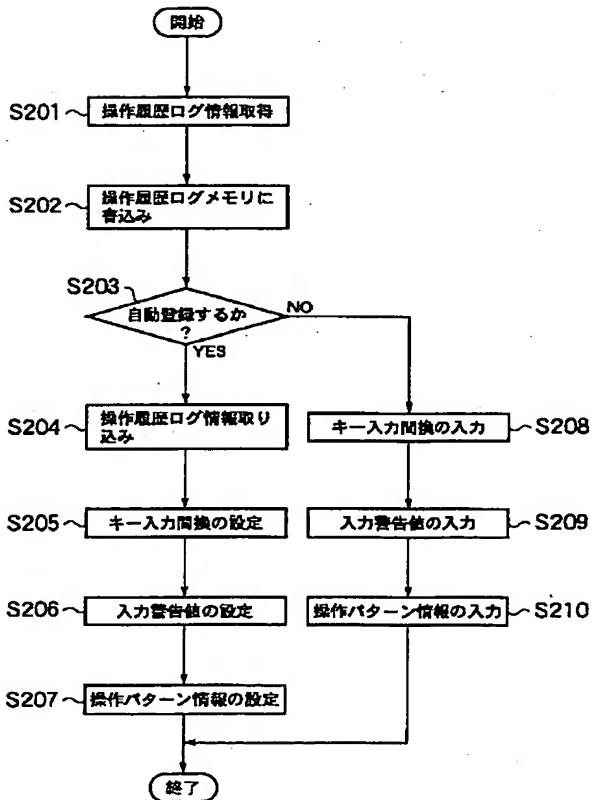 開始
S201
操作履歴ログ情報取得
S202
操作履歴ログメモリに
書込み
S203
自動登録するか
?
NO
YES
S204
操作履歴ログ情報取り
込み
キー入力間換の入力
S208
S205
キー入力間換の設定
入力警告値の入力
S209
S206
入力警告値の設定
操作パターン情報の入力
S210
S207
操作パターン情報の設定
終了